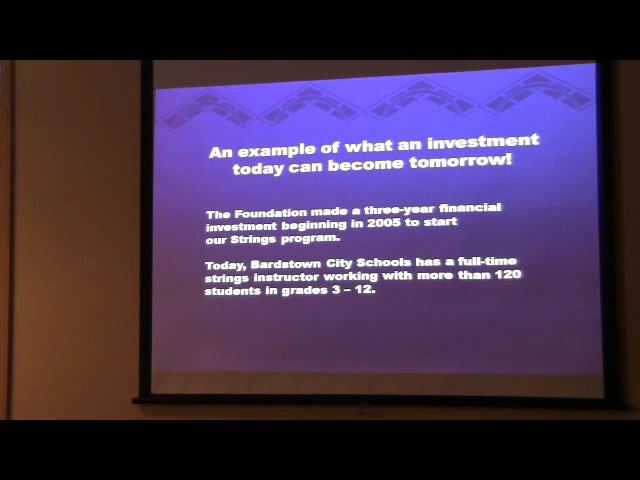 An example of what an investment
today can become tomorrow!
The Foundation made a three-year financial
investment beginning in 2005 to start
our Strings program.
Today, Bardstown City Schools has a full-time
strings instructor working with more than 120
students in grades 3 – 12.